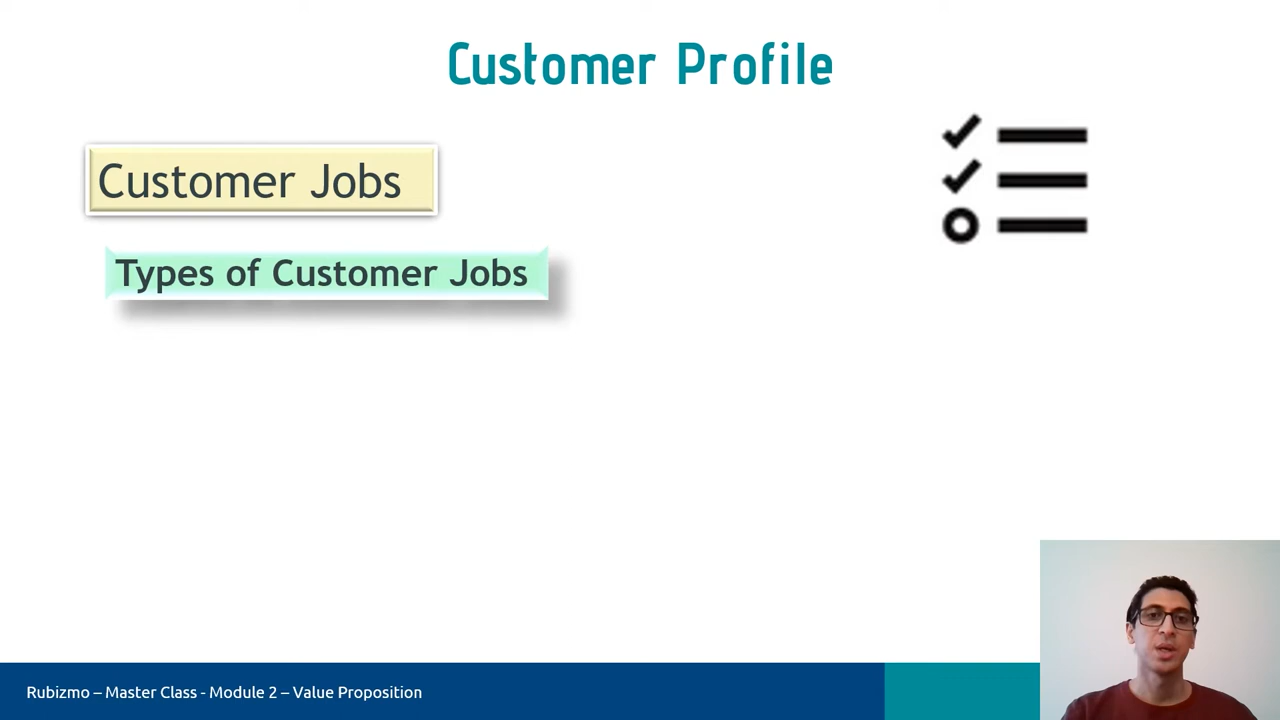 Customer Profile
Customer Jobs
Types of Customer Jobs
Rubizmo – Master Class - Module 2 – Value Proposition